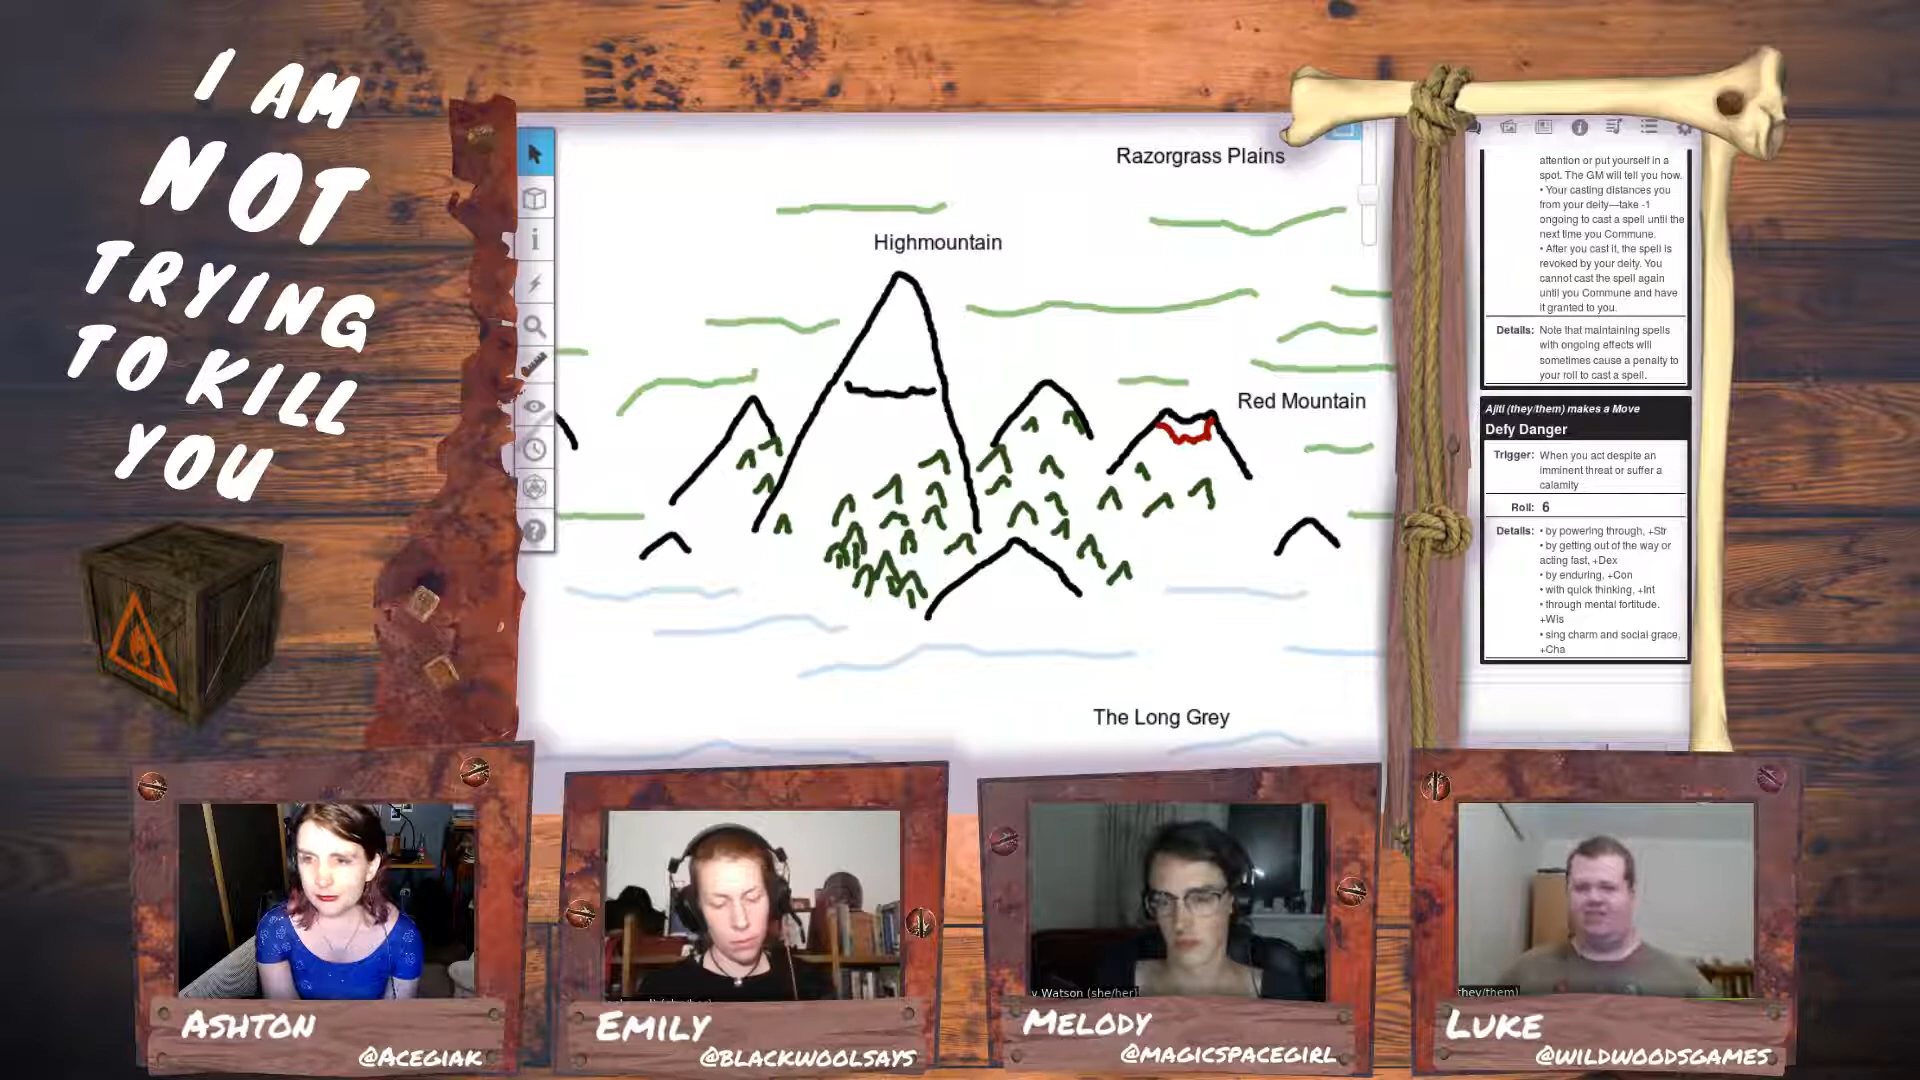 I AM
NOT
TRYING
TO KILL
YOU
Razorgrass Plains
Highmountain
Red Mountain
The Long Grey
attention or put yourself in a
spot. The GM will tell you how.
• Your casting distances you
from your deity—take -1
ongoing to cast a spell until the
next time you Commune.
• After you cast it, the spell is
revoked by your deity. You
cannot cast the spell again
until you Commune and have
it granted to you.
Details: Note that maintaining spells
with ongoing effects will
sometimes cause a penalty to
your roll to cast a spell.
Ajiti (they/them) makes a Move
Defy Danger
Trigger: When you act despite an
imminent threat or suffer a
calamity
Roll: 6
Details: • by powering through, +Str
• by getting out of the way or
acting fast, +Dex
• by enduring, +Con
• with quick thinking, +Int
• through mental fortitude,
+Wis
• sing charm and social grace,
+Cha
y Watson (she/her)
they/them)
ASHTON
@ACEGIAK
EMILY
@BLACKWOOLSAYS
MELODY
@MAGICSPACEGIRL
LUKE
@WILDWOODSGAMES